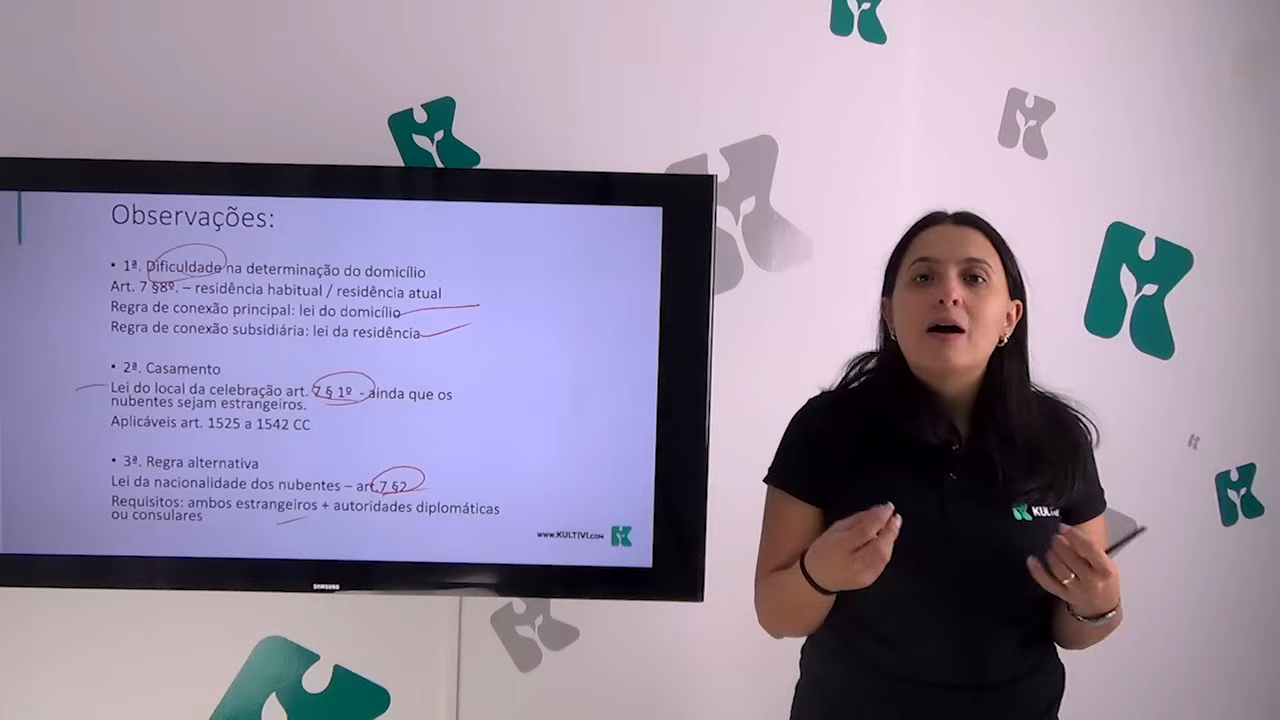 Observações:
• 1ª. Dificuldade na determinação do domicílio
Art. 7 §8º. – residência habitual / residência atual
Regra de conexão principal: lei do domicílio
Regra de conexão subsidiária: lei da residência
• 2ª. Casamento
Lei do local da celebração art. 7 § 1º - ainda que os
nubentes sejam estrangeiros.
Aplicáveis art. 1525 a 1542 CC
• 3ª. Regra alternativa
Lei da nacionalidade dos nubentes – art.7 §2
Requisitos: ambos estrangeiros + autoridades diplomáticas
ou consulares
www.KULTIVI.com
SAMSUNG